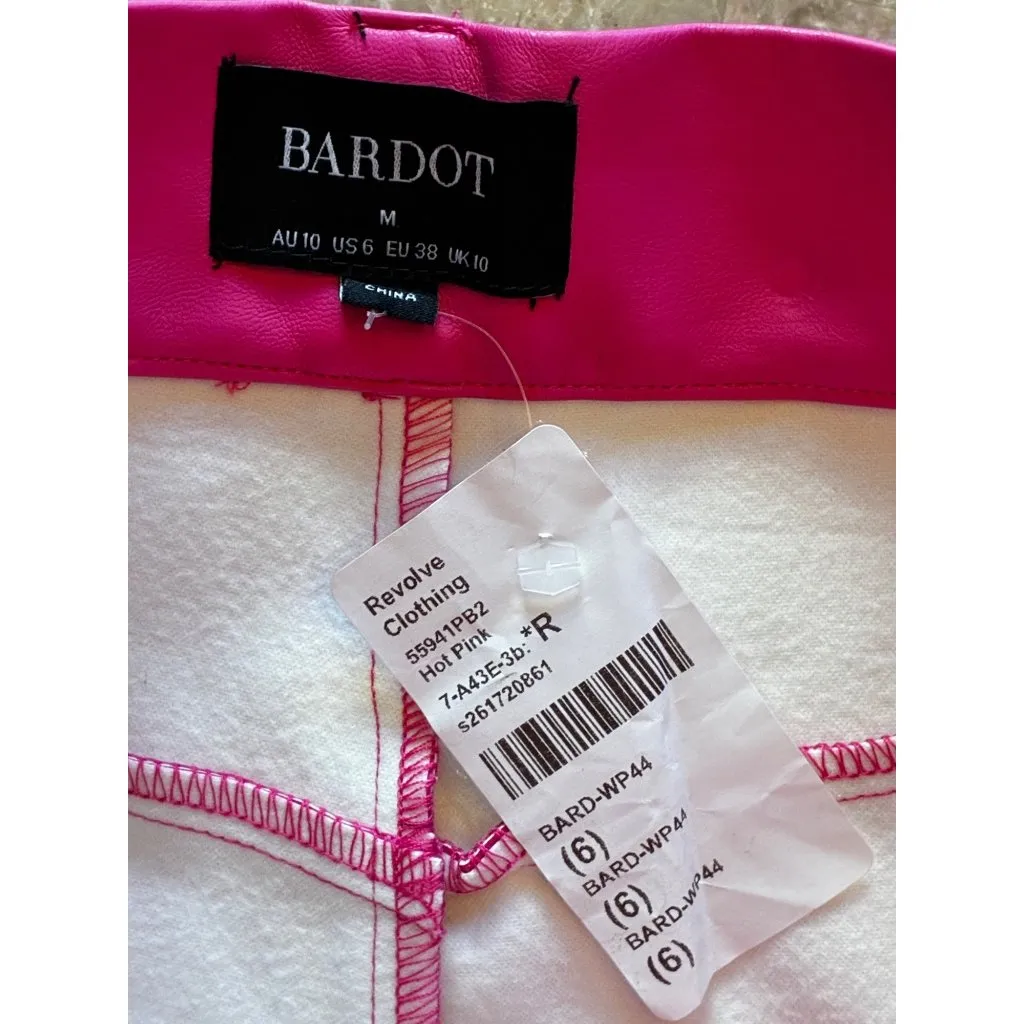 BARDOT
M
AU 10 US 6 EU 38 UK 10
CHINA
Revolve
Clothing
55941PB2
Hot Pink
7-A43E-3b: *R
s261720861
BARD-WP44
(6)
BARD-WP44
(6)
BARD-WP44
(6)